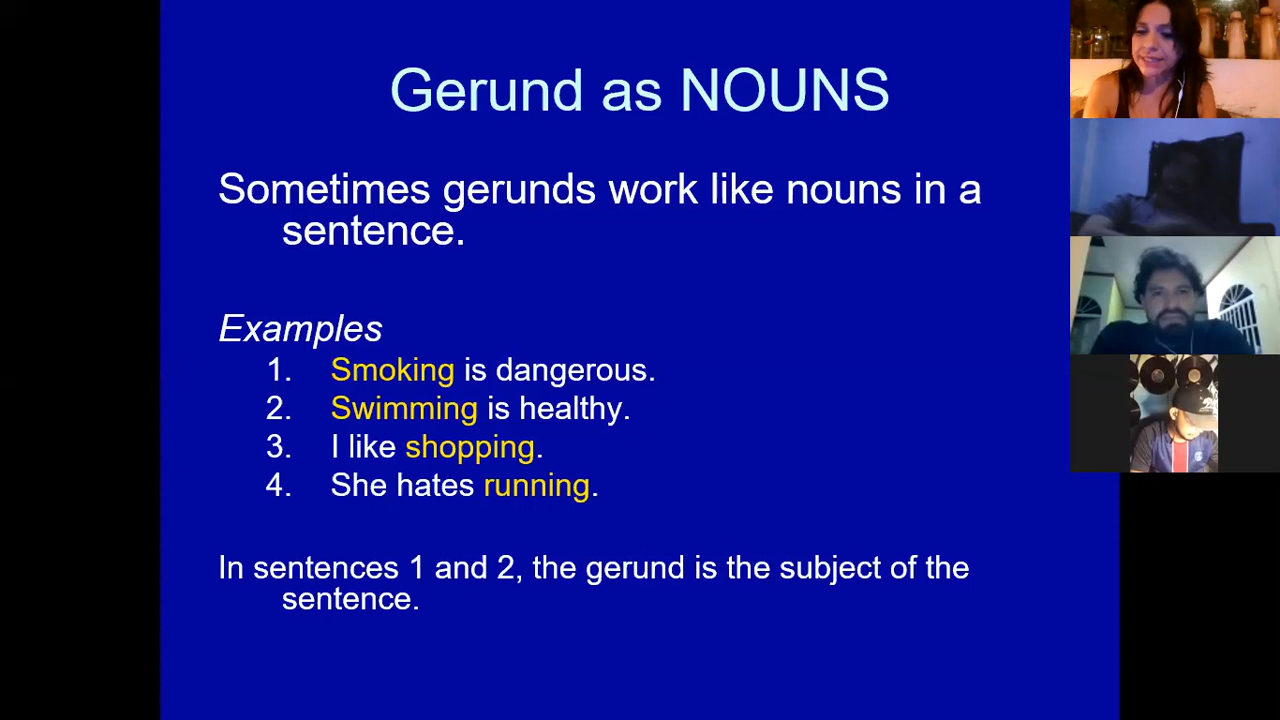 Gerund as NOUNS
Sometimes gerunds work like nouns in a
sentence.
Examples
1. Smoking is dangerous.
2. Swimming is healthy.
3. I like shopping.
4. She hates running.
In sentences 1 and 2, the gerund is the subject of the
sentence.